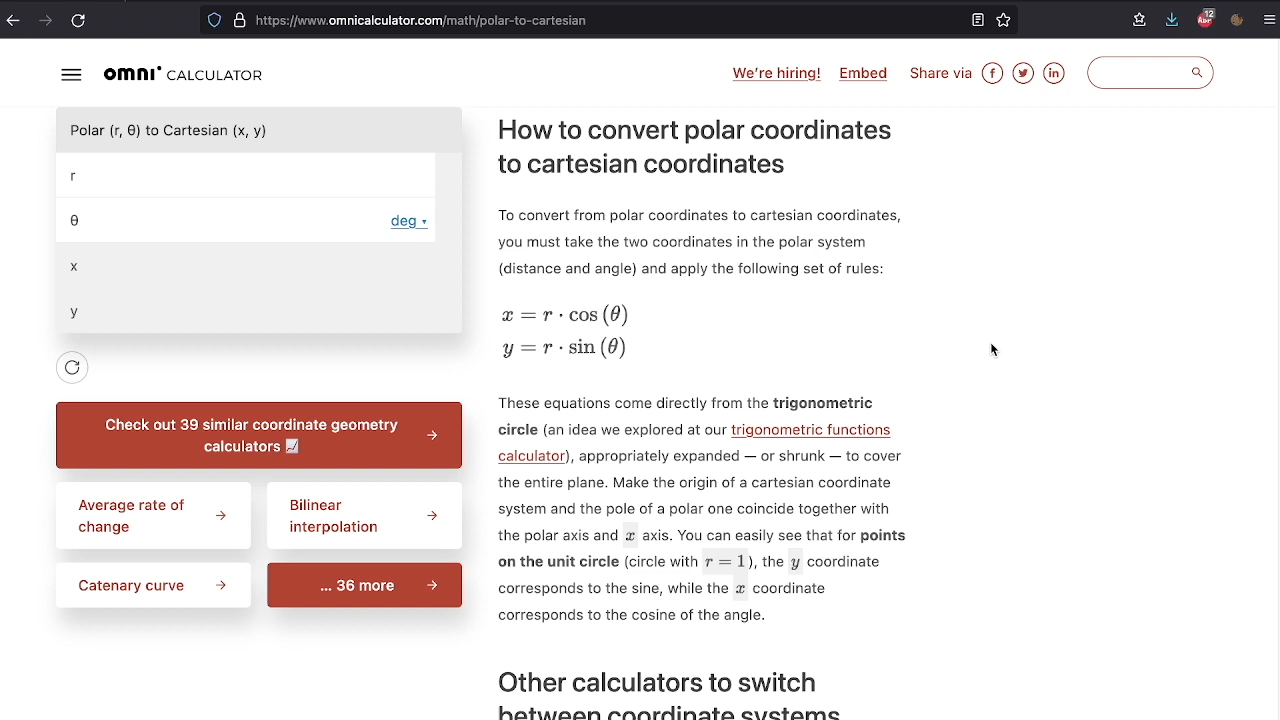 https://www.omnicalculator.com/math/polar-to-cartesian
12
omni CALCULATOR
We're hiring!
Embed
Share via
Polar (r, θ) to Cartesian (x, y)
r
θ
deg
x
y
Check out 39 similar coordinate geometry
calculators
Average rate of
change
Bilinear
interpolation
Catenary curve
... 36 more
How to convert polar coordinates
to cartesian coordinates
To convert from polar coordinates to cartesian coordinates,
you must take the two coordinates in the polar system
(distance and angle) and apply the following set of rules:
x = r · cos (θ)
y = r · sin (θ)
These equations come directly from the trigonometric
circle (an idea we explored at our trigonometric functions
calculator), appropriately expanded — or shrunk — to cover
the entire plane. Make the origin of a cartesian coordinate
system and the pole of a polar one coincide together with
the polar axis and x axis. You can easily see that for points
on the unit circle (circle with r = 1), the y coordinate
corresponds to the sine, while the x coordinate
corresponds to the cosine of the angle.
Other calculators to switch
between coordinate systems